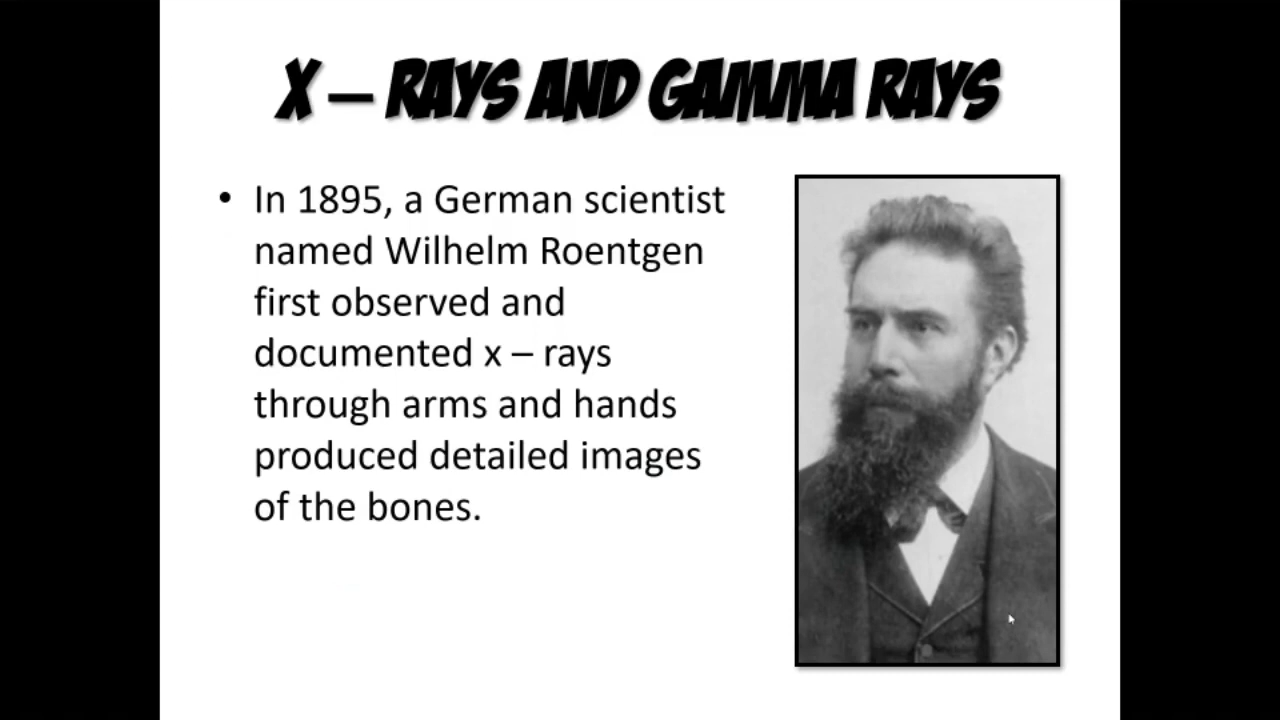 X – RAYS AND GAMMA RAYS
• In 1895, a German scientist
named Wilhelm Roentgen
first observed and
documented x – rays
through arms and hands
produced detailed images
of the bones.